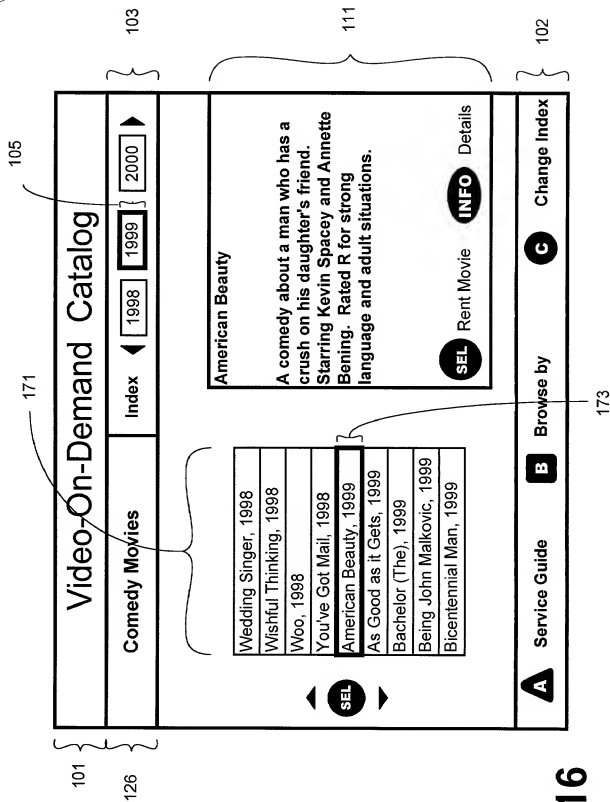 Video-On-Demand Catalog
Comedy Movies
Index 1998 1999 2000
Wedding Singer, 1998
Wishful Thinking, 1998
Woo, 1998
You've Got Mail, 1998
American Beauty, 1999
As Good as it Gets, 1999
Bachelor (The), 1999
Being John Malkovic, 1999
Bicentennial Man, 1999
SEL
American Beauty
A comedy about a man who has a
crush on his daughter's friend.
Starring Kevin Spacey and Annette
Bening. Rated R for strong
language and adult situations.
SEL Rent Movie INFO Details
A Service Guide B Browse by C Change Index
101
126
171
105
103
111
102
173
16